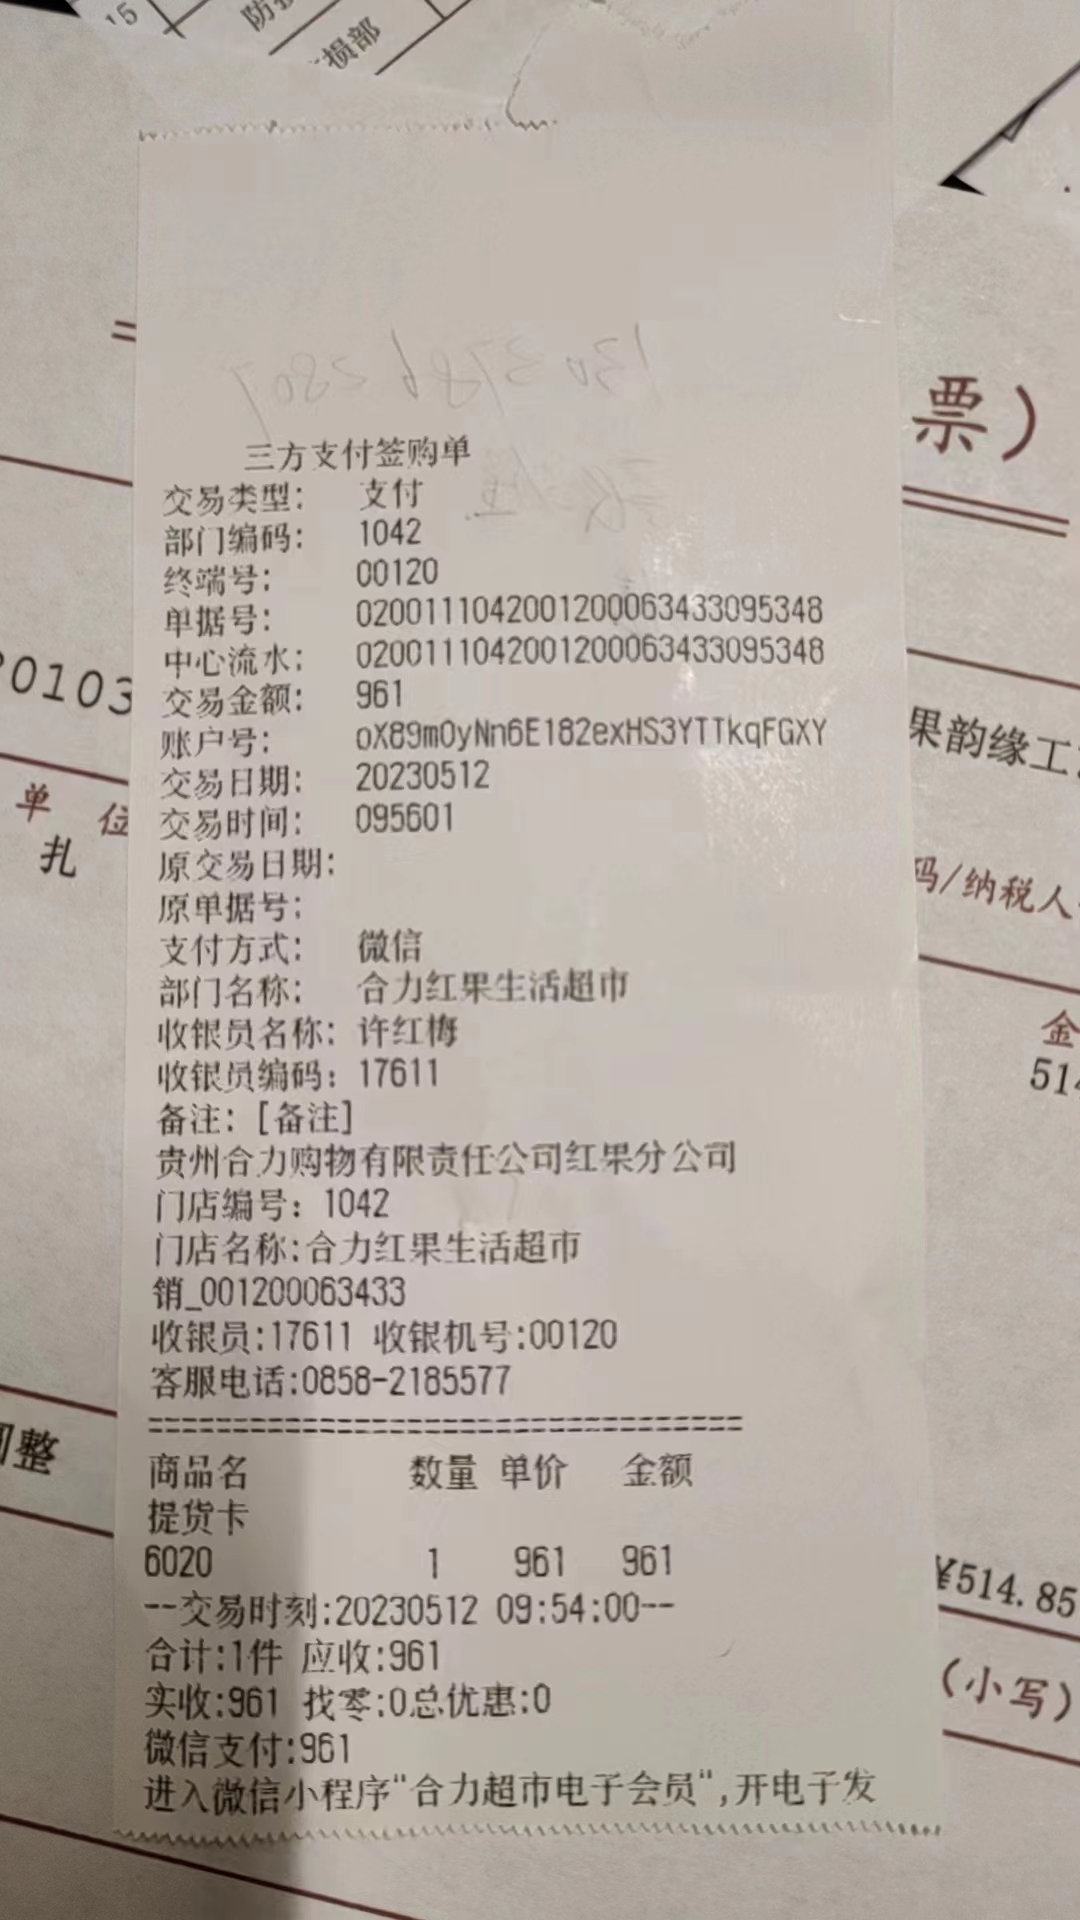 15
防损
损部
票）
三方支付签购单
交易类型： 支付
部门编码： 1042
终端号： 00120
单据号： 0200111042001200063433095348
中心流水： 0200111042001200063433095348
交易金额： 961
账户号： oX89mOyNn6E182exHS3YTTkqFGXY
交易日期： 20230512
交易时间： 095601
原交易日期：
原单据号：
支付方式： 微信
部门名称： 合力红果生活超市
收银员名称： 许红梅
收银员编码： 17611
备注： [备注]
贵州合力购物有限责任公司红果分公司
门店编号： 1042
门店名称:合力红果生活超市
销_001200063433
收银员:17611 收银机号:00120
客服电话:0858-2185577
商品名 数量 单价 金额
提货卡
6020 1 961 961
--交易时刻:20230512 09:54:00--
合计:1件 应收:961
实收:961 找零:0总优惠:0
微信支付:961
进入微信小程序"合力超市电子会员",开电子发
0103
单 位
扎
果韵缘工
码/纳税人
金
514
圆整
¥514.85
（小写）